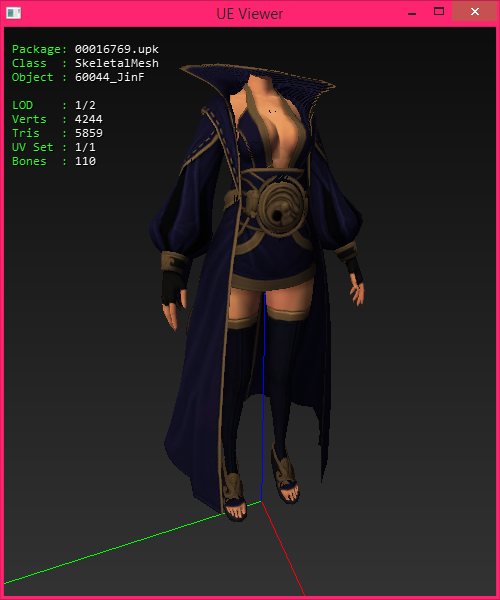 UE Viewer
Package: 00016769.upk
Class : SkeletalMesh
Object : 60044_JinF
LOD : 1/2
Verts : 4244
Tris : 5859
UV Set : 1/1
Bones : 110